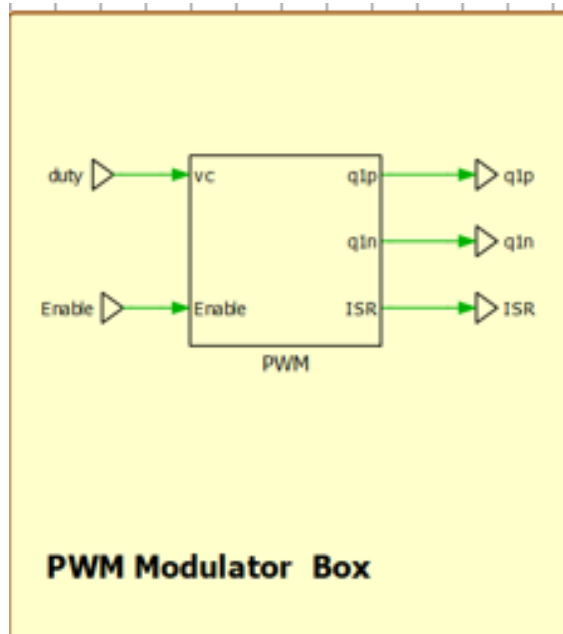 duty vc q1p q1p
q1n q1n
Enable Enable ISR ISR
PWM
PWM Modulator Box